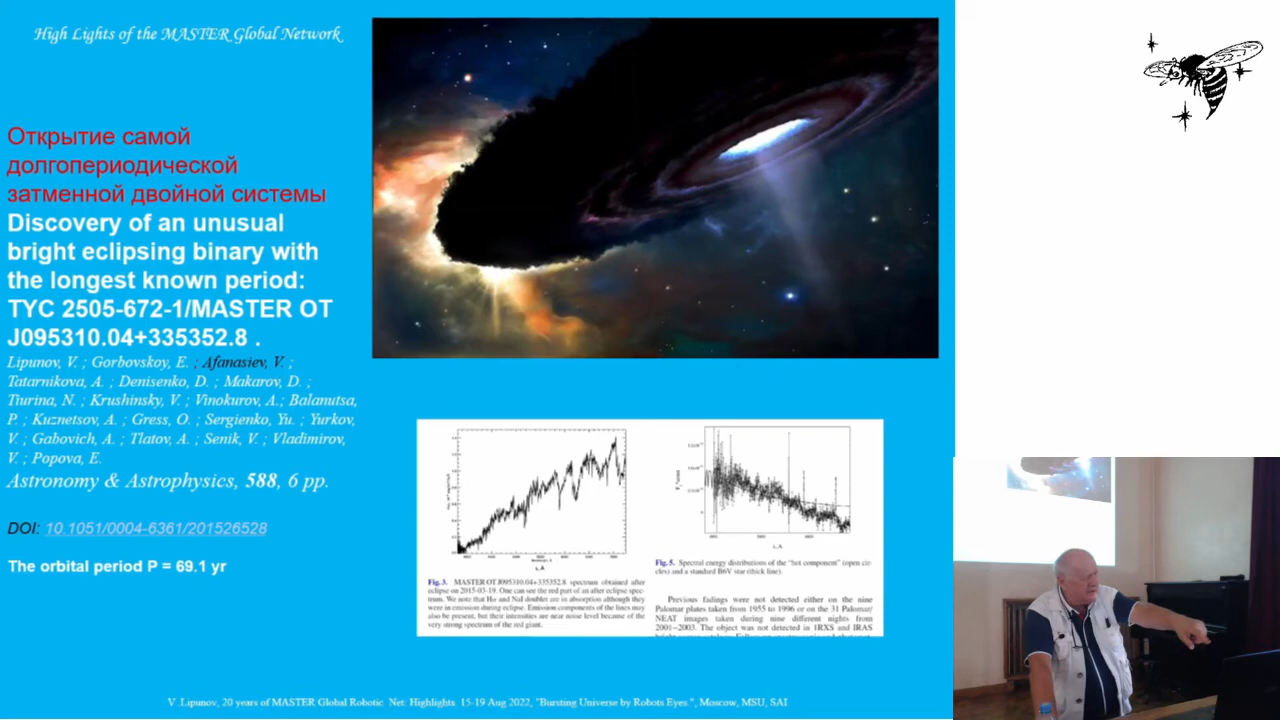 High Lights of the MASTER Global Network
Открытие самой
долгопериодической
затменной двойной системы
Discovery of an unusual
bright eclipsing binary with
the longest known period:
TYC 2505-672-1/MASTER OT
J095310.04+335352.8 .
Lipunov, V. ; Gorbovskoy, E. ; Afanasiev, V. ;
Tatarnikova, A. ; Denisenko, D. ; Makarov, D. ;
Tiurina, N. ; Krushinsky, V. ; Vinokurov, A.; Balanutsa,
P. ; Kuznetsov, A. ; Gress, O. ; Sergienko, Yu. ; Yurkov,
V. ; Gabovich, A. ; Tlatov, A. ; Senik, V. ; Vladimirov,
V. ; Popova, E.
Astronomy & Astrophysics, 588, 6 pp.
DOI: 10.1051/0004-6361/201526528
The orbital period P = 69.1 yr
Fig. 3. MASTER OT J095310.04+335352.8 spectrum obtained after
eclipse on 2015-03-19. One can see the red part of an after eclipse spec-
trum. We note that Hα and NaI doublet are in absorption although they
were in emission during eclipse. Emission components of the lines may
also be present, but their intensities are near noise level because of the
very strong spectrum of the red giant.
Fig. 5. Spectral energy distributions of the "hot component" (open cir-
cles) and a standard B6V star (thick line).
Previous fadings were not detected either on the nine
Palomar plates taken from 1955 to 1996 or on the 31 Palomar/
NEAT images taken during nine different nights from
2001–2003. The object was not detected in 1RXS and IRAS
V .Lipunov, 20 years of MASTER Global Robotic Net: Highlights. 15-19 Aug 2022, "Bursting Universe by Robots Eyes.", Moscow, MSU, SAI